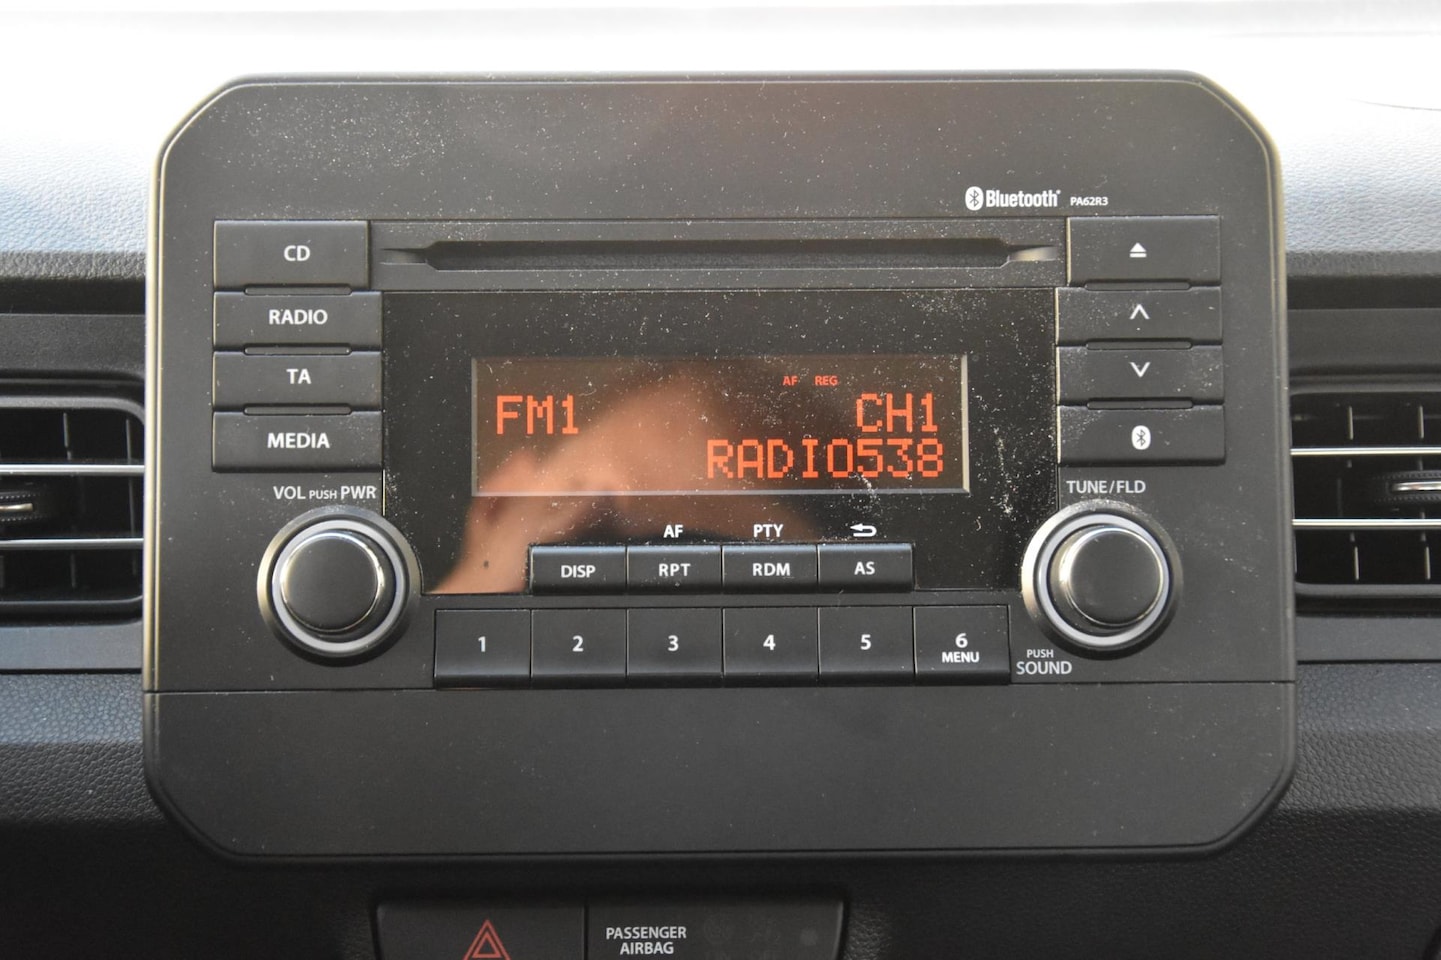 Bluetooth® PA62R3
CD
RADIO
TA
MEDIA
AF REG
FM1 CH1
RADIO538
VOL PUSH PWR
TUNE/FLD
AF PTY
DISP RPT RDM AS
1 2 3 4 5 6
MENU
PUSH
SOUND
PASSENGER
AIRBAG